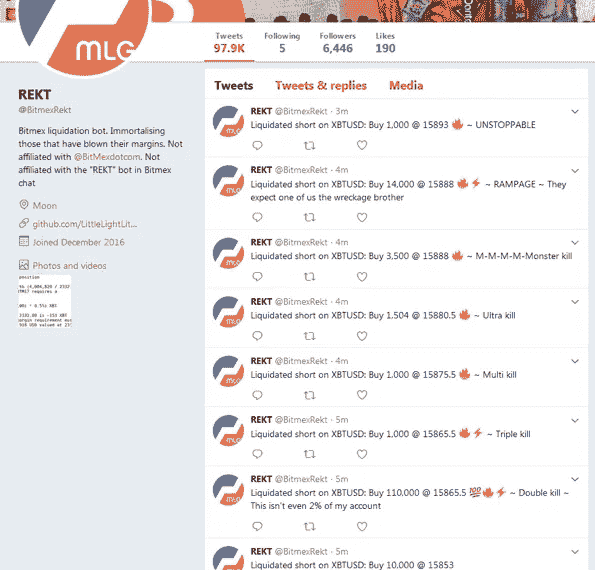 MLG
Tweets Following Followers Likes
97.9K 5 6,446 190
REKT
@BitmexRekt
Bitmex liquidation bot. Immortalising
those that have blown their margins. Not
affiliated with @BitMexdotcom. Not
affiliated with the "REKT" bot in Bitmex
chat
Moon
github.com/LittleLightLit...
Joined December 2016
Photos and videos
Tweets Tweets & replies Media
REKT @BitmexRekt · 3m
Liquidated short on XBTUSD: Buy 1,000 @ 15893 🔥 ~ UNSTOPPABLE
REKT @BitmexRekt · 4m
Liquidated short on XBTUSD: Buy 14,000 @ 15888 🔥⚡ ~ RAMPAGE ~ They
expect one of us the wreckage brother
REKT @BitmexRekt · 4m
Liquidated short on XBTUSD: Buy 3,500 @ 15888 🔥 ~ M-M-M-M-Monster kill
REKT @BitmexRekt · 4m
Liquidated short on XBTUSD: Buy 1,504 @ 15880.5 🔥 ~ Ultra kill
REKT @BitmexRekt · 4m
Liquidated short on XBTUSD: Buy 1,000 @ 15875.5 🔥 ~ Multi kill
REKT @BitmexRekt · 5m
Liquidated short on XBTUSD: Buy 1,000 @ 15865.5 🔥⚡ ~ Triple kill
REKT @BitmexRekt · 5m
Liquidated short on XBTUSD: Buy 110,000 @ 15865.5 💯🔥⚡ ~ Double kill ~
This isn't even 2% of my account
REKT @BitmexRekt · 5m
Liquidated short on XBTUSD: Buy 10,000 @ 15853